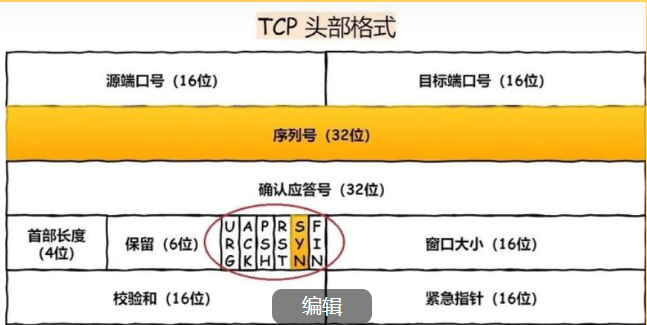 TCP 头部格式
源端口号（16位） 目标端口号（16位）
序列号（32位）
确认应答号（32位）
首部长度（4位） 保留（6位） URG ACK PSH RST SYN FIN 窗口大小（16位）
校验和（16位） 编辑 紧急指针（16位）